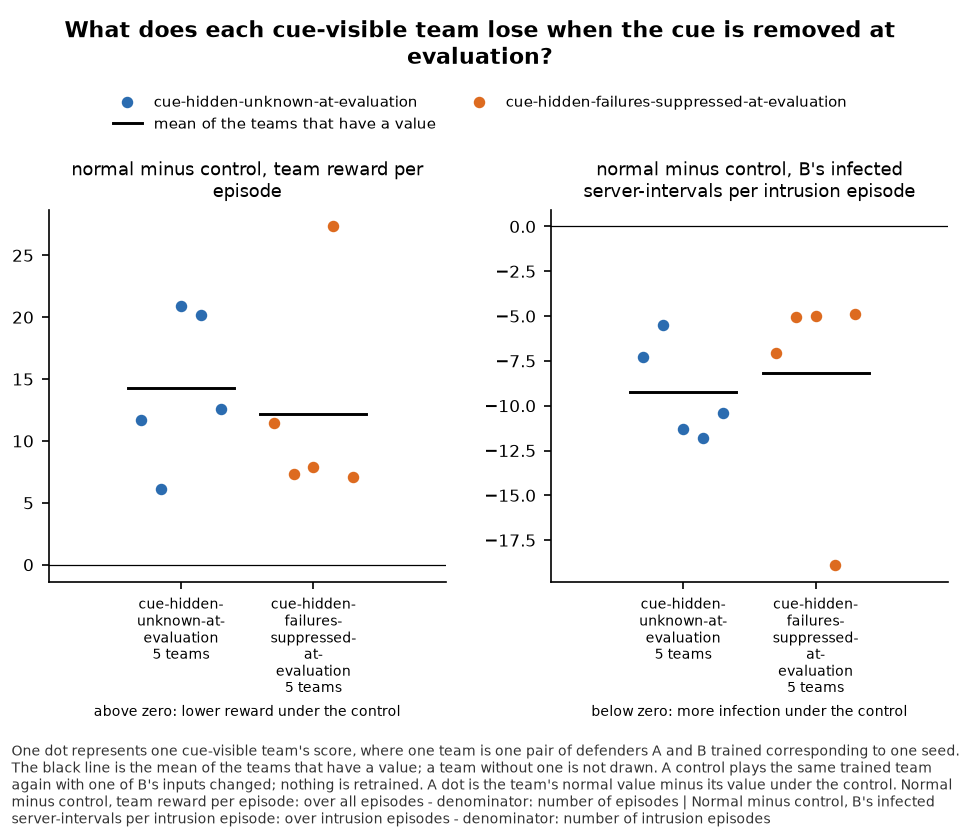 What does each cue-visible team lose when the cue is removed at
evaluation?
cue-hidden-unknown-at-evaluation
cue-hidden-failures-suppressed-at-evaluation
mean of the teams that have a value
normal minus control, team reward per
episode
25
20
15
10
5
0
cue-hidden-
unknown-at-
evaluation
5 teams
cue-hidden-
failures-
suppressed-
at-
evaluation
5 teams
above zero: lower reward under the control
normal minus control, B's infected
server-intervals per intrusion episode
0.0
−2.5
−5.0
−7.5
−10.0
−12.5
−15.0
−17.5
cue-hidden-
unknown-at-
evaluation
5 teams
cue-hidden-
failures-
suppressed-
at-
evaluation
5 teams
below zero: more infection under the control
One dot represents one cue-visible team's score, where one team is one pair of defenders A and B trained corresponding to one seed.
The black line is the mean of the teams that have a value; a team without one is not drawn. A control plays the same trained team
again with one of B's inputs changed; nothing is retrained. A dot is the team's normal value minus its value under the control. Normal
minus control, team reward per episode: over all episodes - denominator: number of episodes | Normal minus control, B's infected
server-intervals per intrusion episode: over intrusion episodes - denominator: number of intrusion episodes